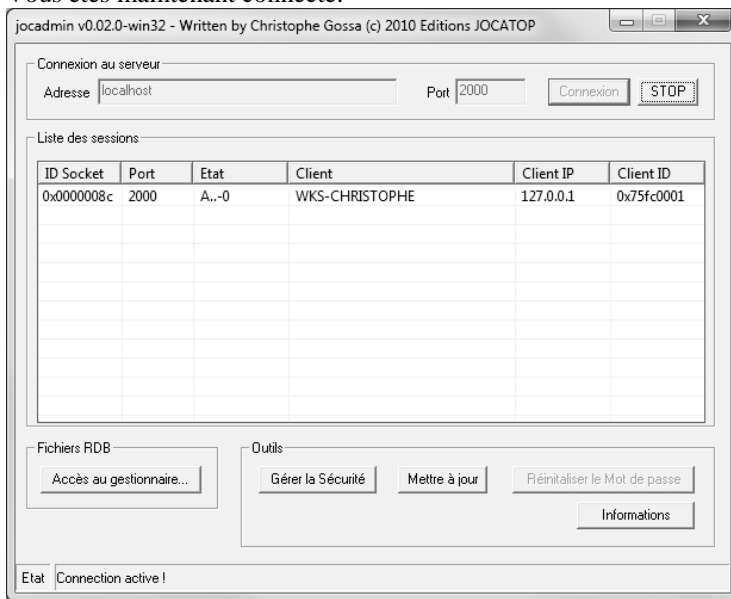 Vous êtes maintenant connecté.
jocadmin v0.02.0-win32 - Written by Christophe Gossa (c) 2010 Editions JOCATOP
Connexion au serveur
Adresse localhost Port 2000 Connexion STOP
Liste des sessions
ID Socket Port Etat Client Client IP Client ID
0x0000008c 2000 A..-0 WKS-CHRISTOPHE 127.0.0.1 0x75fc0001
Fichiers RDB Outils
Accès au gestionnaire... Gérer la Sécurité Mettre à jour Réinitaliser le Mot de passe
Informations
Etat Connection active !